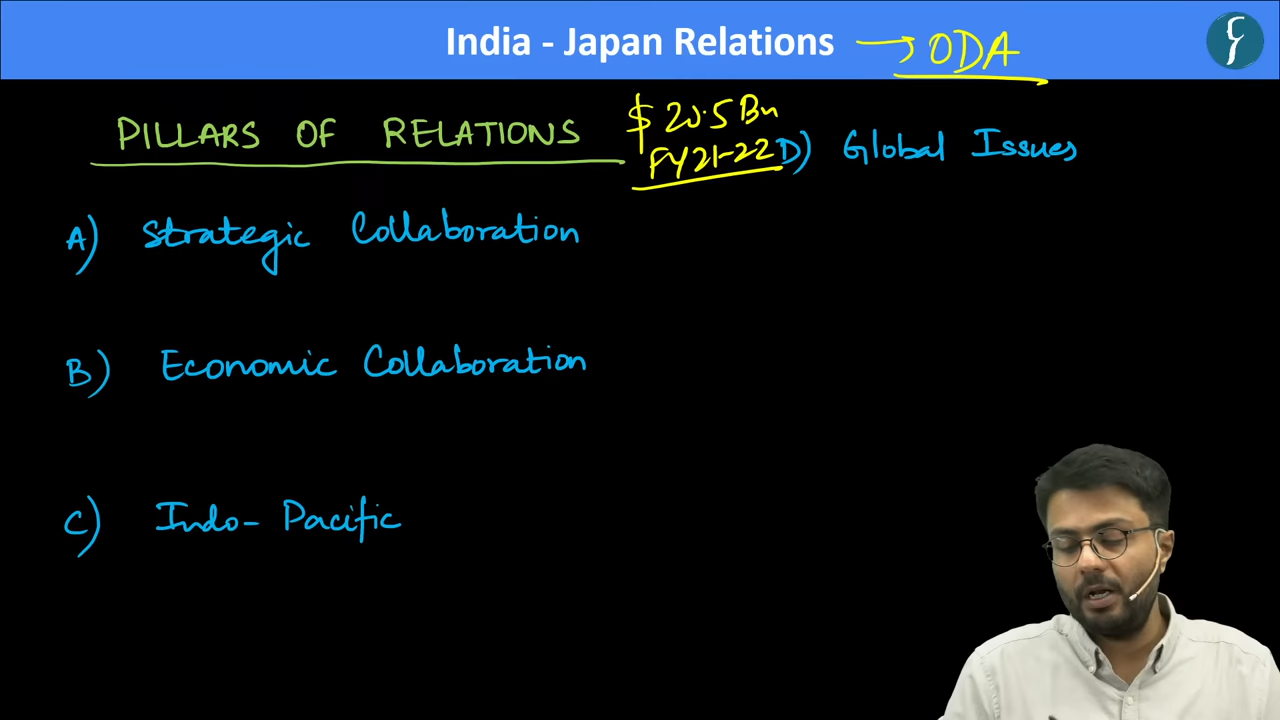 India - Japan Relations → ODA
PILLARS OF RELATIONS
$ 20.5 Bn
FY21-22
D) Global Issues
A) Strategic Collaboration
B) Economic Collaboration
C) Indo-Pacific